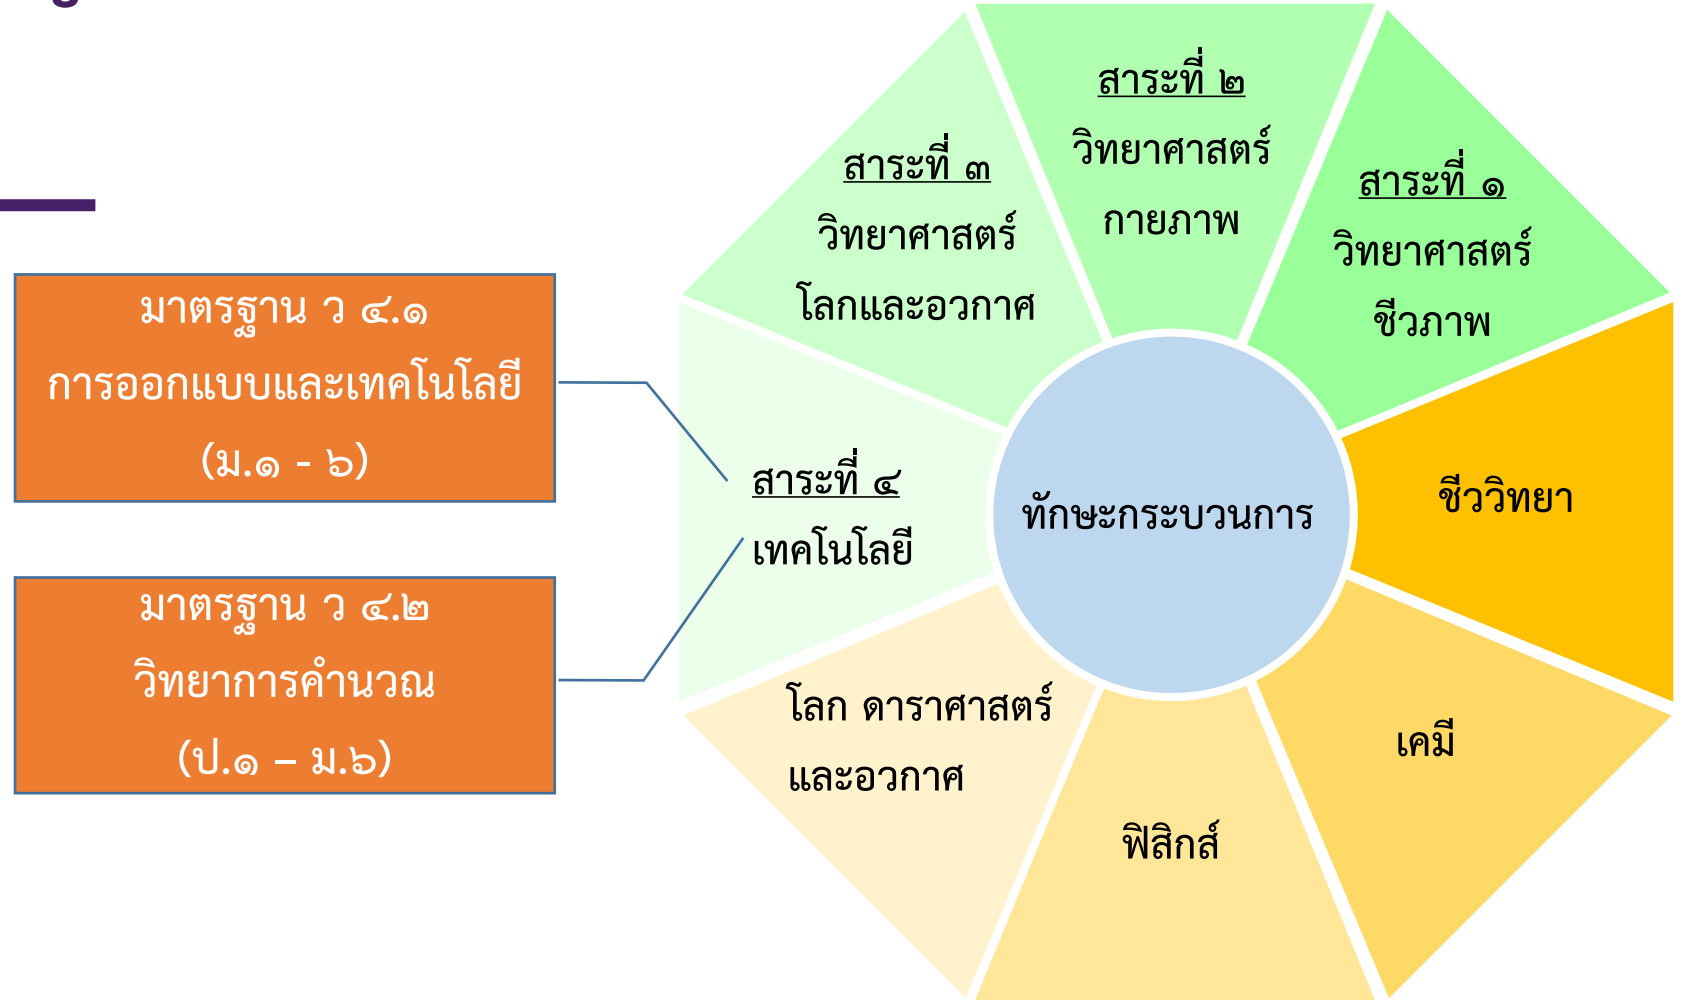 มาตรฐาน ว ๔.๑
การออกแบบและเทคโนโลยี
(ม.๑ - ๖)
มาตรฐาน ว ๔.๒
วิทยาการคำนวณ
(ป.๑ – ม.๖)
สาระที่ ๑
วิทยาศาสตร์
ชีวภาพ
สาระที่ ๒
วิทยาศาสตร์
กายภาพ
สาระที่ ๓
วิทยาศาสตร์
โลกและอวกาศ
สาระที่ ๔
เทคโนโลยี
ทักษะกระบวนการ
ชีววิทยา
เคมี
ฟิสิกส์
โลก ดาราศาสตร์
และอวกาศ